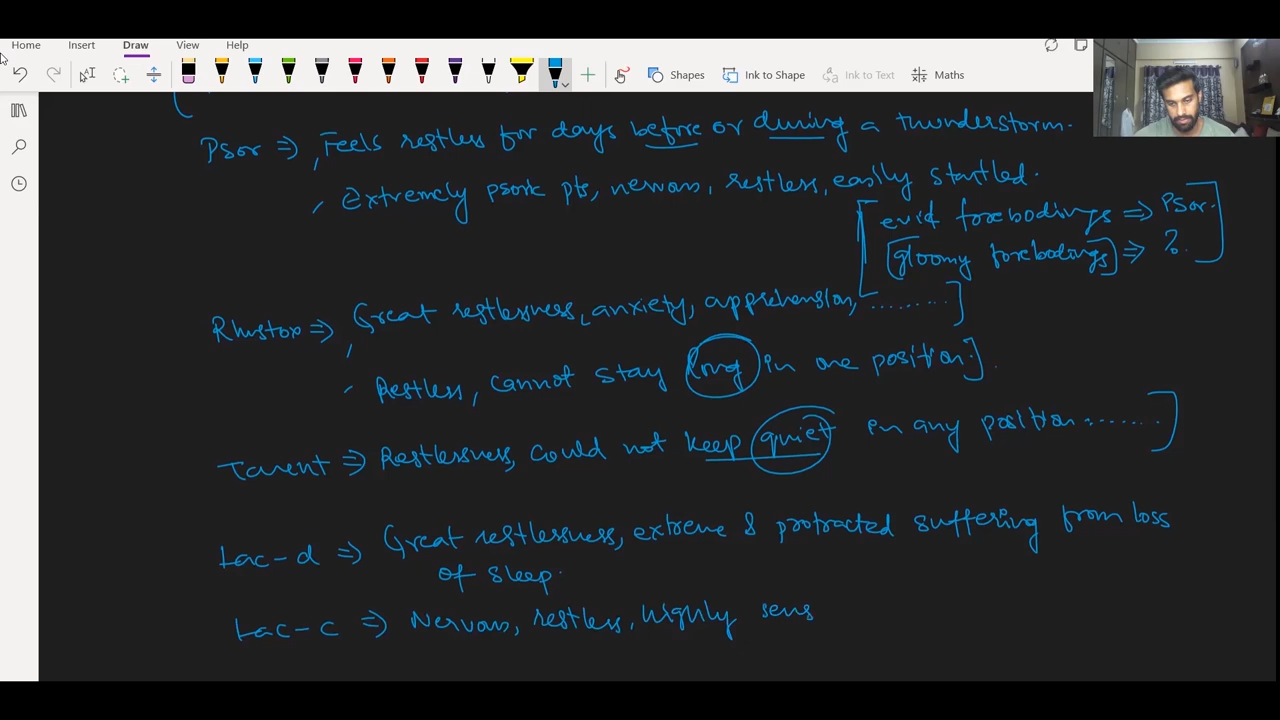 Home Insert Draw View Help
Shapes Ink to Shape Ink to Text Maths
Psor ⇒ Feels restless for days before or during a thunderstorm.
Extremely psoric pts, nervous, restless, easily startled.
evil forebodings ⇒ Psor.
gloomy forebodings ⇒ ?
Rhustox ⇒ Great restlessness, anxiety, apprehension, .........]
Restless, cannot stay long in one position.]
Tarent ⇒ Restlessness, could not keep quiet in any position.......]
Lac-d ⇒ Great restlessness, extreme & protracted suffering from loss
of sleep.
Lac-c ⇒ Nervous, restless, highly sens